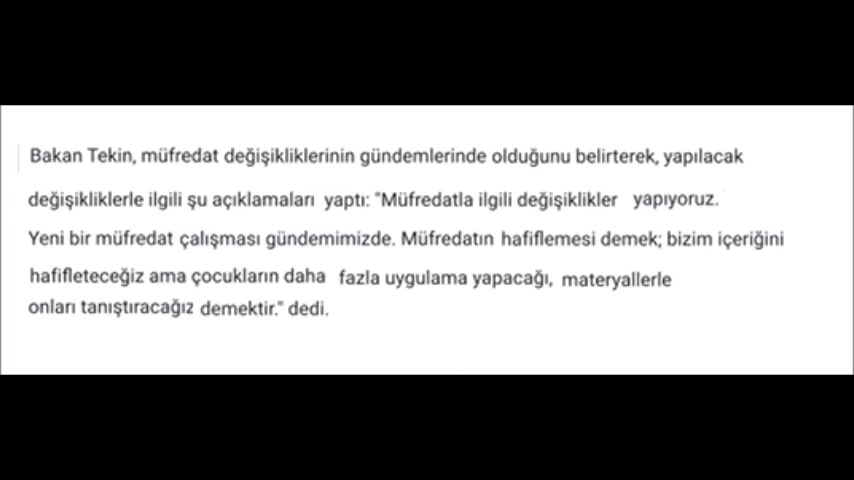 Bakan Tekin, müfredat değişikliklerinin gündemlerinde olduğunu belirterek, yapılacak
değişikliklerle ilgili şu açıklamaları yaptı: "Müfredatla ilgili değişiklikler yapıyoruz.
Yeni bir müfredat çalışması gündemimizde. Müfredatın hafiflemesi demek; bizim içeriğini
hafifleteceğiz ama çocukların daha fazla uygulama yapacağı, materyallerle
onları tanıştıracağız demektir." dedi.